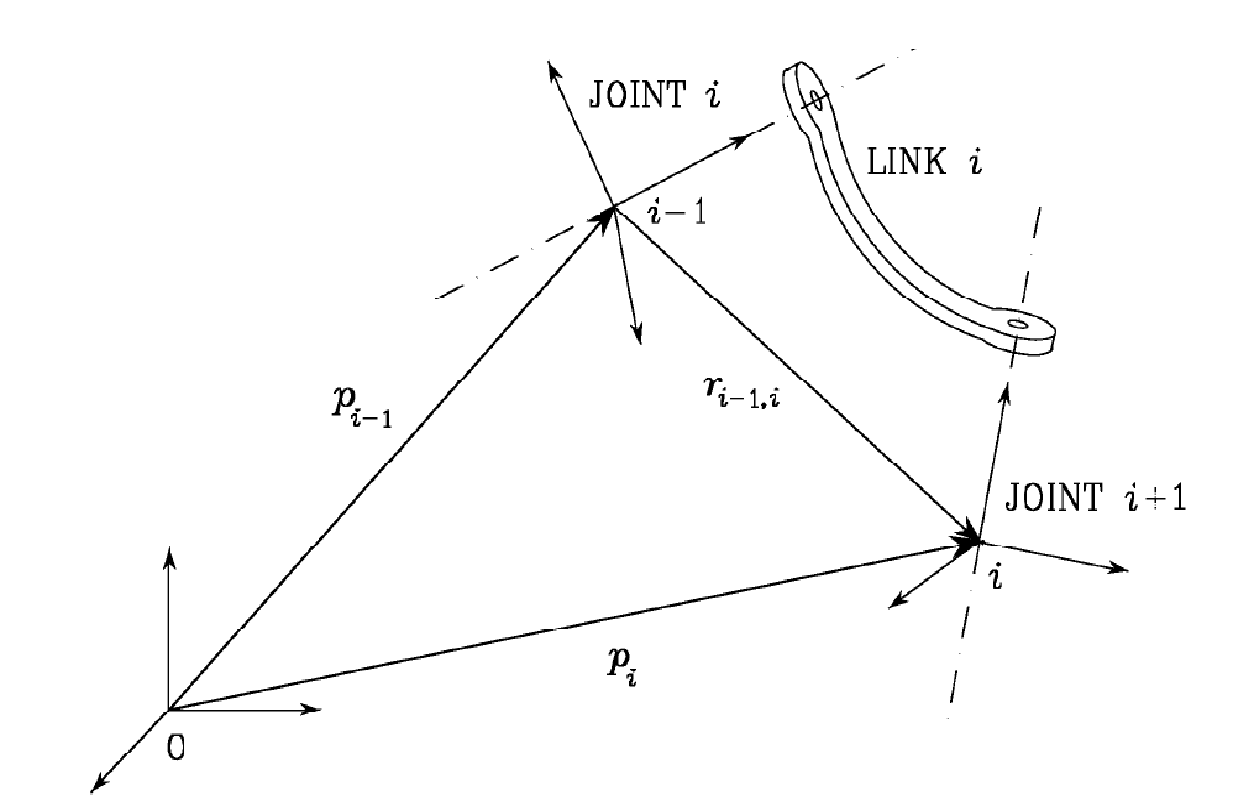 JOINT i
LINK i
i−1
p_{i−1}
r_{i−1,i}
JOINT i+1
i
p_i
0